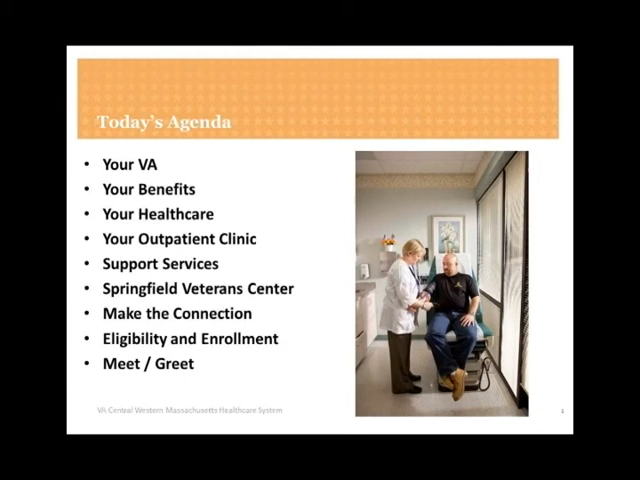 Today's Agenda
• Your VA
• Your Benefits
• Your Healthcare
• Your Outpatient Clinic
• Support Services
• Springfield Veterans Center
• Make the Connection
• Eligibility and Enrollment
• Meet / Greet
VA Central Western Massachusetts Healthcare System